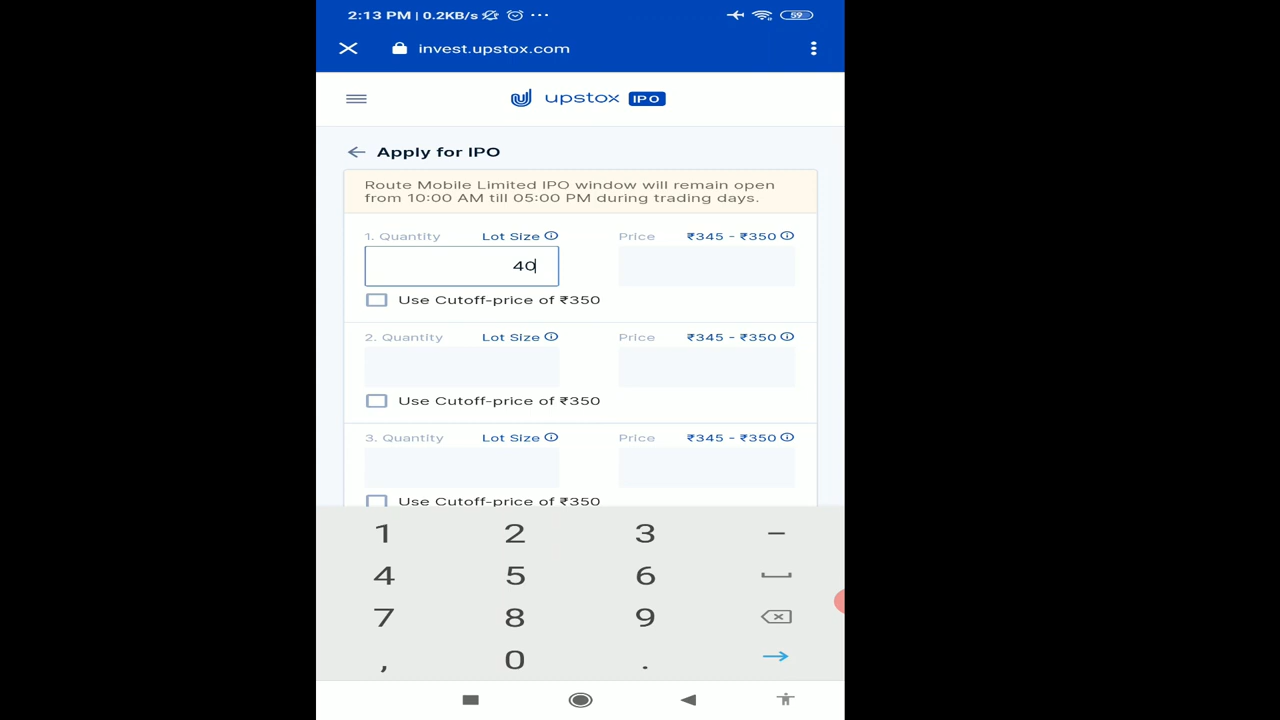 2:13 PM | 0.2KB/s ... 59
invest.upstox.com
upstox IPO
Apply for IPO
Route Mobile Limited IPO window will remain open
from 10:00 AM till 05:00 PM during trading days.
1. Quantity Lot Size Price ₹345 - ₹350
40
Use Cutoff-price of ₹350
2. Quantity Lot Size Price ₹345 - ₹350
Use Cutoff-price of ₹350
3. Quantity Lot Size Price ₹345 - ₹350
Use Cutoff-price of ₹350
1 2 3 -
4 5 6
7 8 9
, 0 .